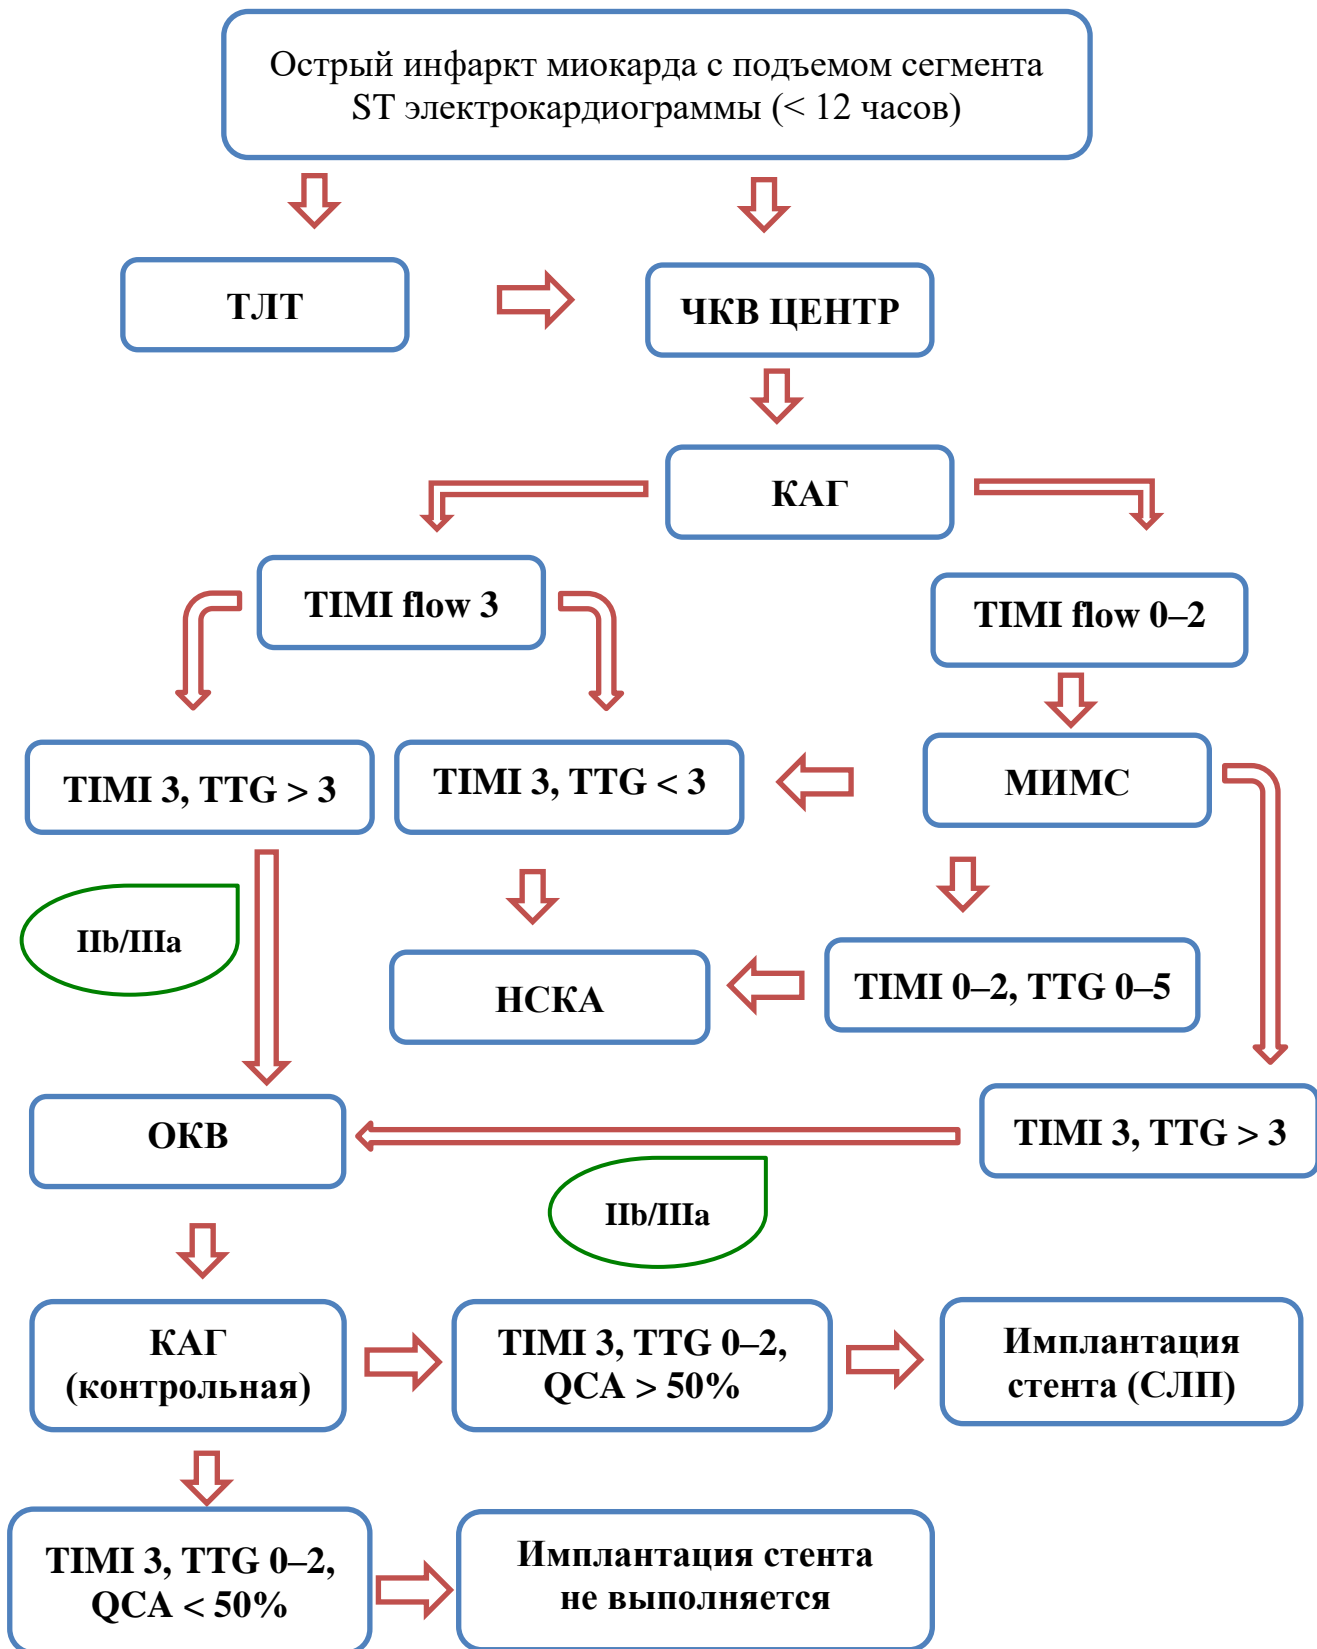 Острый инфаркт миокарда с подъемом сегмента
ST электрокардиограммы (< 12 часов)
ТЛТ
ЧКВ ЦЕНТР
КАГ
TIMI flow 3
TIMI flow 0–2
TIMI 3, TTG > 3
TIMI 3, TTG < 3
МИМС
IIb/IIIa
НСКА
TIMI 0–2, TTG 0–5
ОКВ
TIMI 3, TTG > 3
IIb/IIIa
КАГ
(контрольная)
TIMI 3, TTG 0–2,
QCA > 50%
Имплантация
стента (СЛП)
TIMI 3, TTG 0–2,
QCA < 50%
Имплантация стента
не выполняется